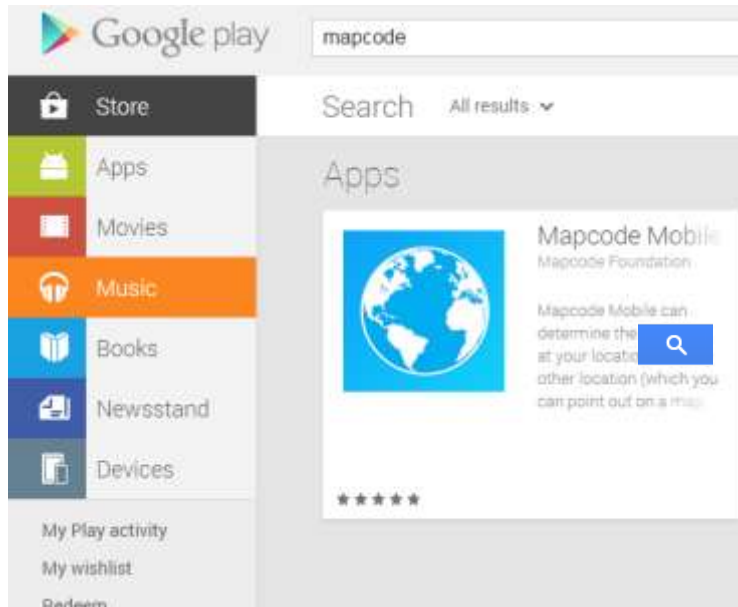 Google play
mapcode
Store
Search
All results
Apps
Movies
Music
Books
Newsstand
Devices
My Play activity
My wishlist
Redeem
Apps
Mapcode Mobile
Mapcode Foundation
Mapcode Mobile can
determine the
at your locatio
other location (which you
can point out on a map